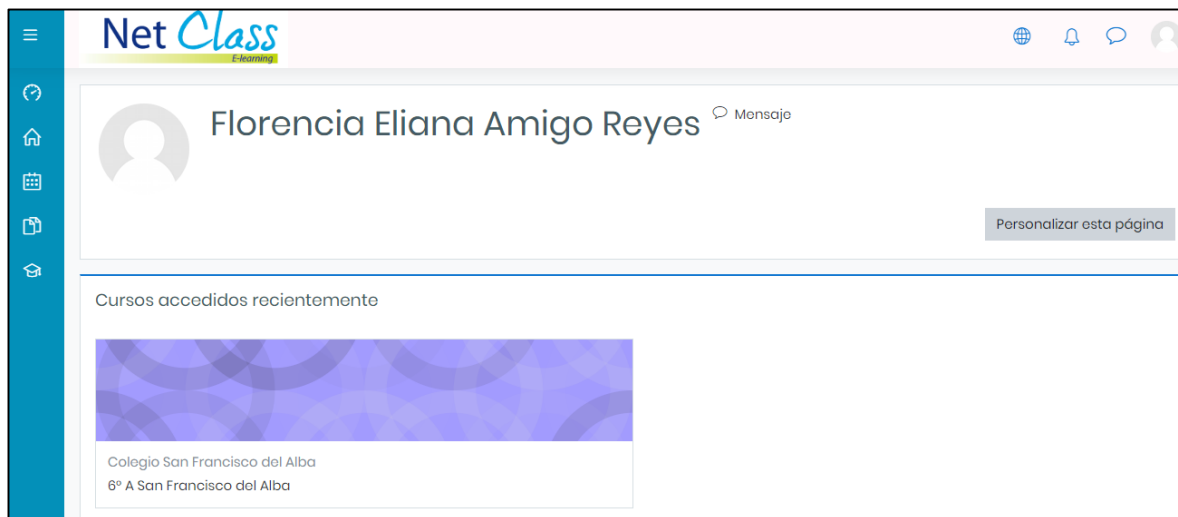 Net Class
E-learning
Florencia Eliana Amigo Reyes
Mensaje
Personalizar esta página
Cursos accedidos recientemente
Colegio San Francisco del Alba
6º A San Francisco del Alba